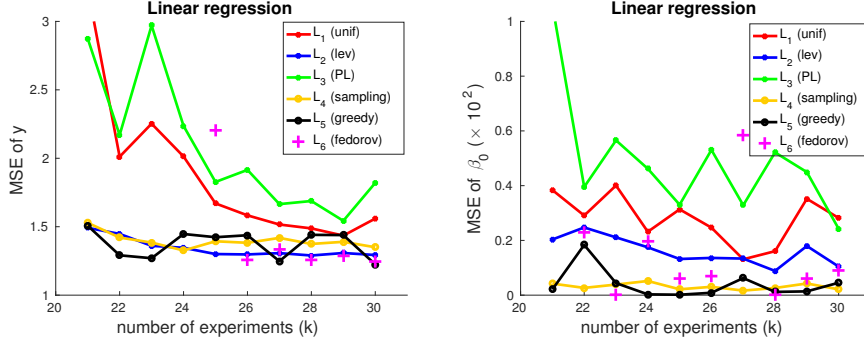 Linear regression
3
2.5
2
1.5
1
20
22
24
26
28
30
MSE of y
number of experiments (k)
L1 (unif)
L2 (lev)
L3 (PL)
L4 (sampling)
L5 (greedy)
L6 (fedorov)
Linear regression
1
0.8
0.6
0.4
0.2
0
20
22
24
26
28
30
MSE of β0 (× 10^2)
number of experiments (k)
L1 (unif)
L2 (lev)
L3 (PL)
L4 (sampling)
L5 (greedy)
L6 (fedorov)